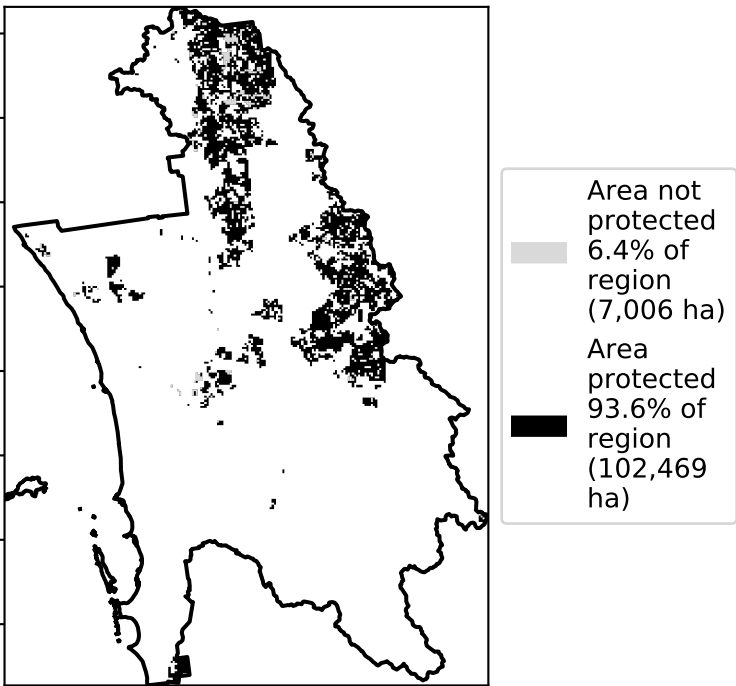 Area not
protected
6.4% of
region
(7,006 ha)
Area
protected
93.6% of
region
(102,469
ha)